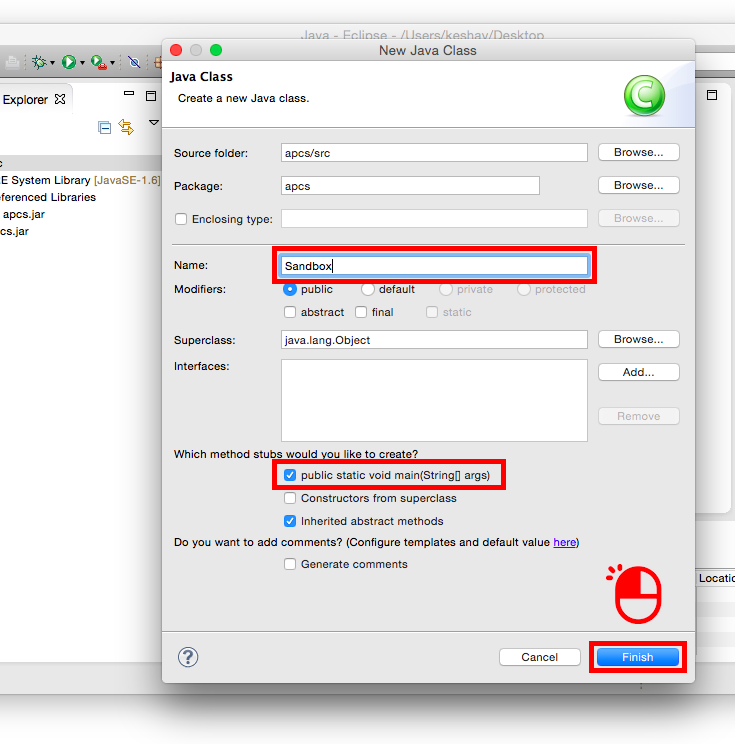 Java - Eclipse - /Users/keshav/Desktop
New Java Class
Explorer
Java Class
Create a new Java class.
Source folder: apcs/src Browse...
E System Library [JavaSE-1.6]
Package: apcs Browse...
eferenced Libraries
apcs.jar
Enclosing type: Browse...
cs.jar
Name: Sandbox
Modifiers: public default private protected
abstract final static
Superclass: java.lang.Object Browse...
Interfaces: Add...
Remove
Which method stubs would you like to create?
public static void main(String[] args)
Constructors from superclass
Inherited abstract methods
Do you want to add comments? (Configure templates and default value here)
Generate comments
Locatio
? Cancel Finish